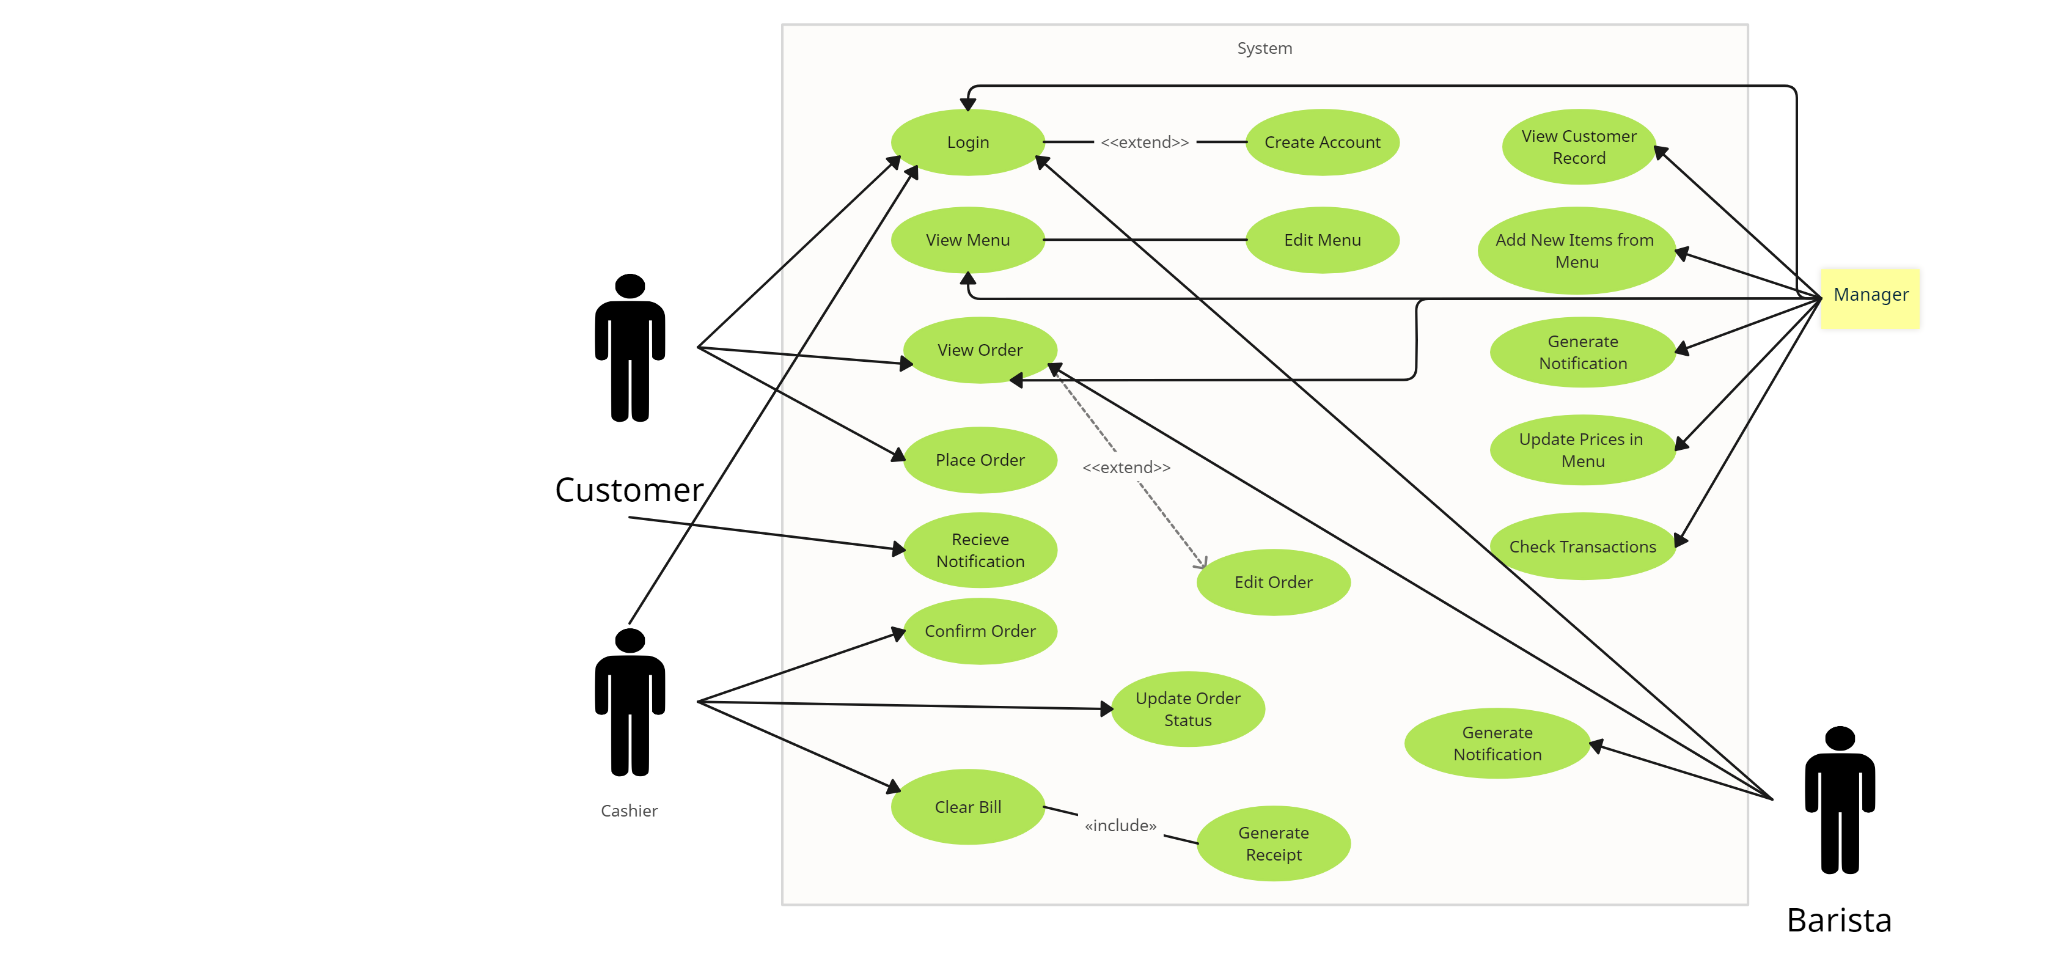 System
Login
<<extend>>
Create Account
View Customer
Record
View Menu
Edit Menu
Add New Items from
Menu
Manager
View Order
Generate
Notification
Place Order
<<extend>>
Update Prices in
Menu
Customer
Recieve
Notification
Check Transactions
Edit Order
Confirm Order
Update Order
Status
Generate
Notification
Cashier
Clear Bill
«include»
Generate
Receipt
Barista